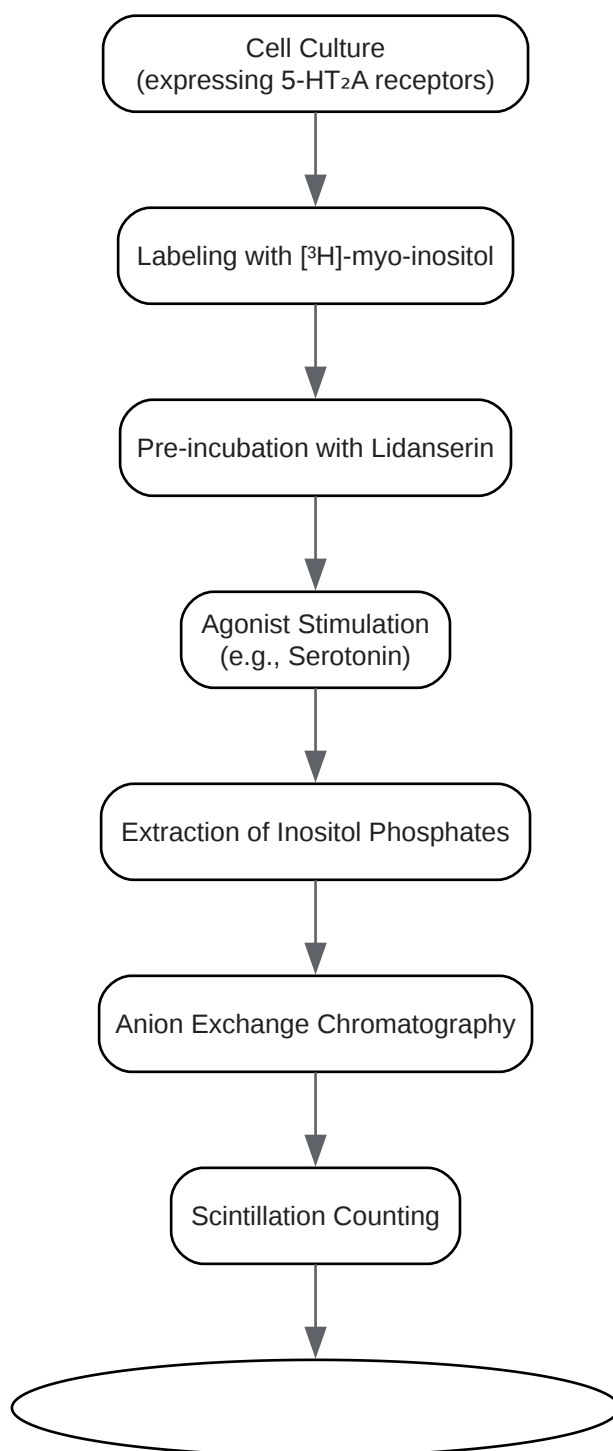 Cell Culture
(expressing 5-HT₂A receptors)
Labeling with [³H]-myo-inositol
Pre-incubation with Lidanserin
Agonist Stimulation
(e.g., Serotonin)
Extraction of Inositol Phosphates
Anion Exchange Chromatography
Scintillation Counting